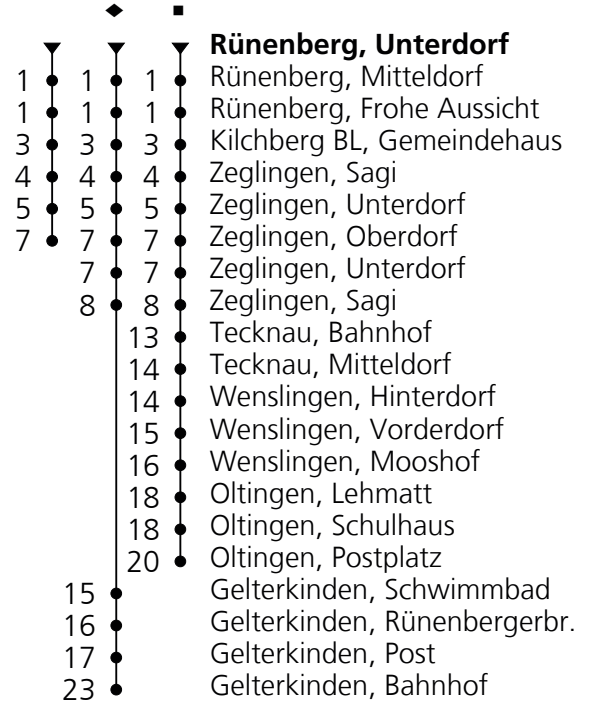 Rünenberg, Unterdorf
1 1 1 Rünenberg, Mitteldorf
1 1 1 Rünenberg, Frohe Aussicht
3 3 3 Kilchberg BL, Gemeindehaus
4 4 4 Zeglingen, Sagi
5 5 5 Zeglingen, Unterdorf
7 7 7 Zeglingen, Oberdorf
7 7 Zeglingen, Unterdorf
8 8 Zeglingen, Sagi
13 Tecknau, Bahnhof
14 Tecknau, Mitteldorf
14 Wenslingen, Hinterdorf
15 Wenslingen, Vorderdorf
16 Wenslingen, Mooshof
18 Oltingen, Lehmatt
18 Oltingen, Schulhaus
20 Oltingen, Postplatz
15 Gelterkinden, Schwimmbad
16 Gelterkinden, Rünenbergerbr.
17 Gelterkinden, Post
23 Gelterkinden, Bahnhof